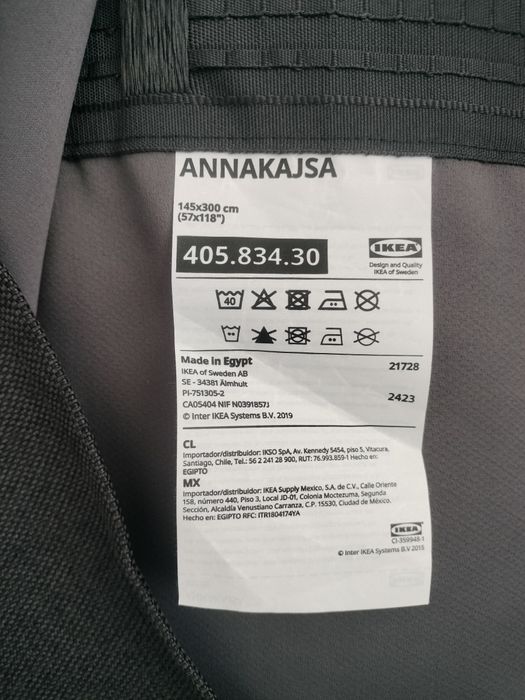 ANNAKAJSA
145x300 cm
(57x118")
405.834.30
IKEA
Design and Quality
IKEA of Sweden
40
Made in Egypt
21728
IKEA of Sweden AB
SE - 34381 Älmhult
PI-751305-2
2423
CA05404 NIF N0391857J
© Inter IKEA Systems B.V. 2019
CL
Importador/distribuidor: IKSO SpA, Av. Kennedy 5454, piso 5, Vitacura,
Santiago, Chile, Tel.: 56 2 241 28 900, RUT: 76.993.859-1 Hecho en:
EGIPTO
MX
Importador/distribuidor: IKEA Supply Mexico, S.A. de C.V., Calle Oriente
158, número 440, Piso 3, Local JD-01, Colonia Moctezuma, Segunda
Sección, Alcaldía Venustiano Carranza, C.P. 15530, Ciudad de México.
Hecho en: EGIPTO RFC: ITR1804174YA
IKEA
CI-359948-1
© Inter IKEA Systems B.V 2015